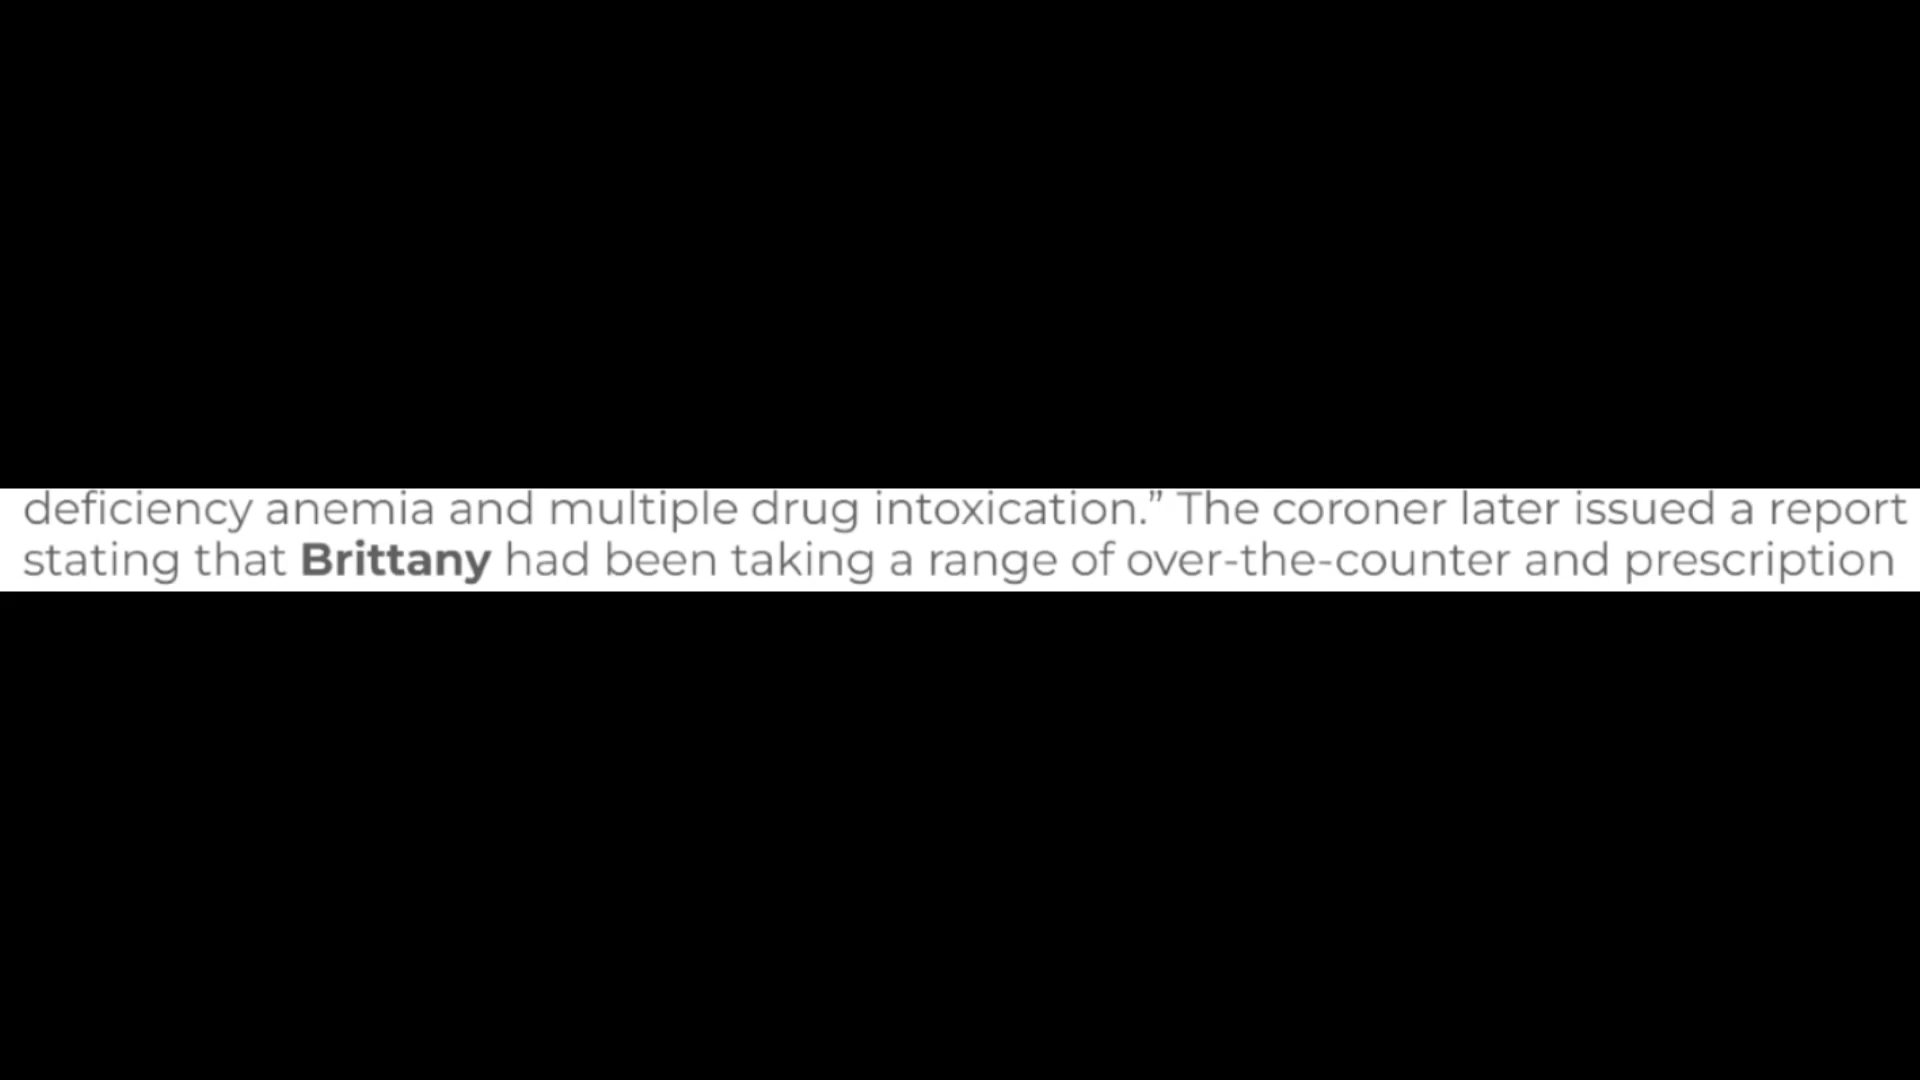 deficiency anemia and multiple drug intoxication.” The coroner later issued a report
stating that Brittany had been taking a range of over-the-counter and prescription